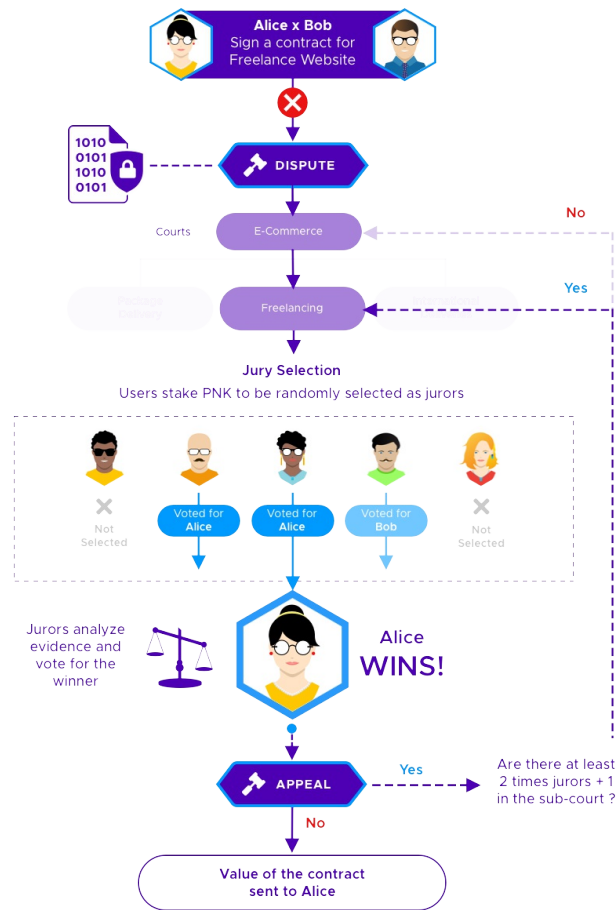 Alice x Bob
Sign a contract for
Freelance Website
1010
0101
1010
0101
DISPUTE
No
Courts
E-Commerce
Yes
Package
Delivery
Freelancing
International
Jury Selection
Users stake PNK to be randomly selected as jurors
Not
Selected
Voted for
Alice
Voted for
Alice
Voted for
Bob
Not
Selected
Jurors analyze
evidence and
vote for the
winner
Alice
WINS!
APPEAL
Yes
Are there at least
2 times jurors + 1
in the sub-court ?
No
Value of the contract
sent to Alice